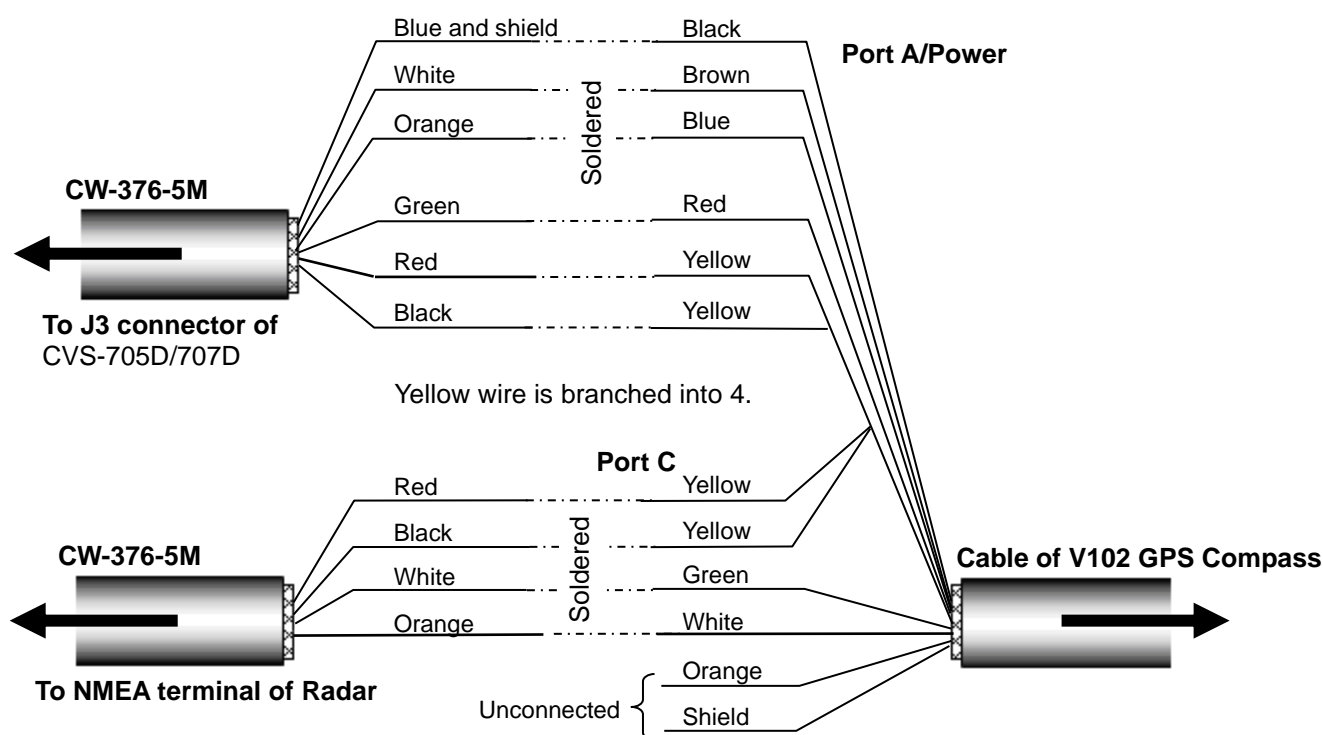 Blue and shield Black
Port A/Power
White Brown
Orange Blue
Soldered
CW-376-5M
Green Red
Red Yellow
Black Yellow
To J3 connector of
CVS-705D/707D
Yellow wire is branched into 4.
Port C
Red Yellow
Black Yellow
Soldered
CW-376-5M
White Green
Orange White
Cable of V102 GPS Compass
To NMEA terminal of Radar
Unconnected
Orange
Shield